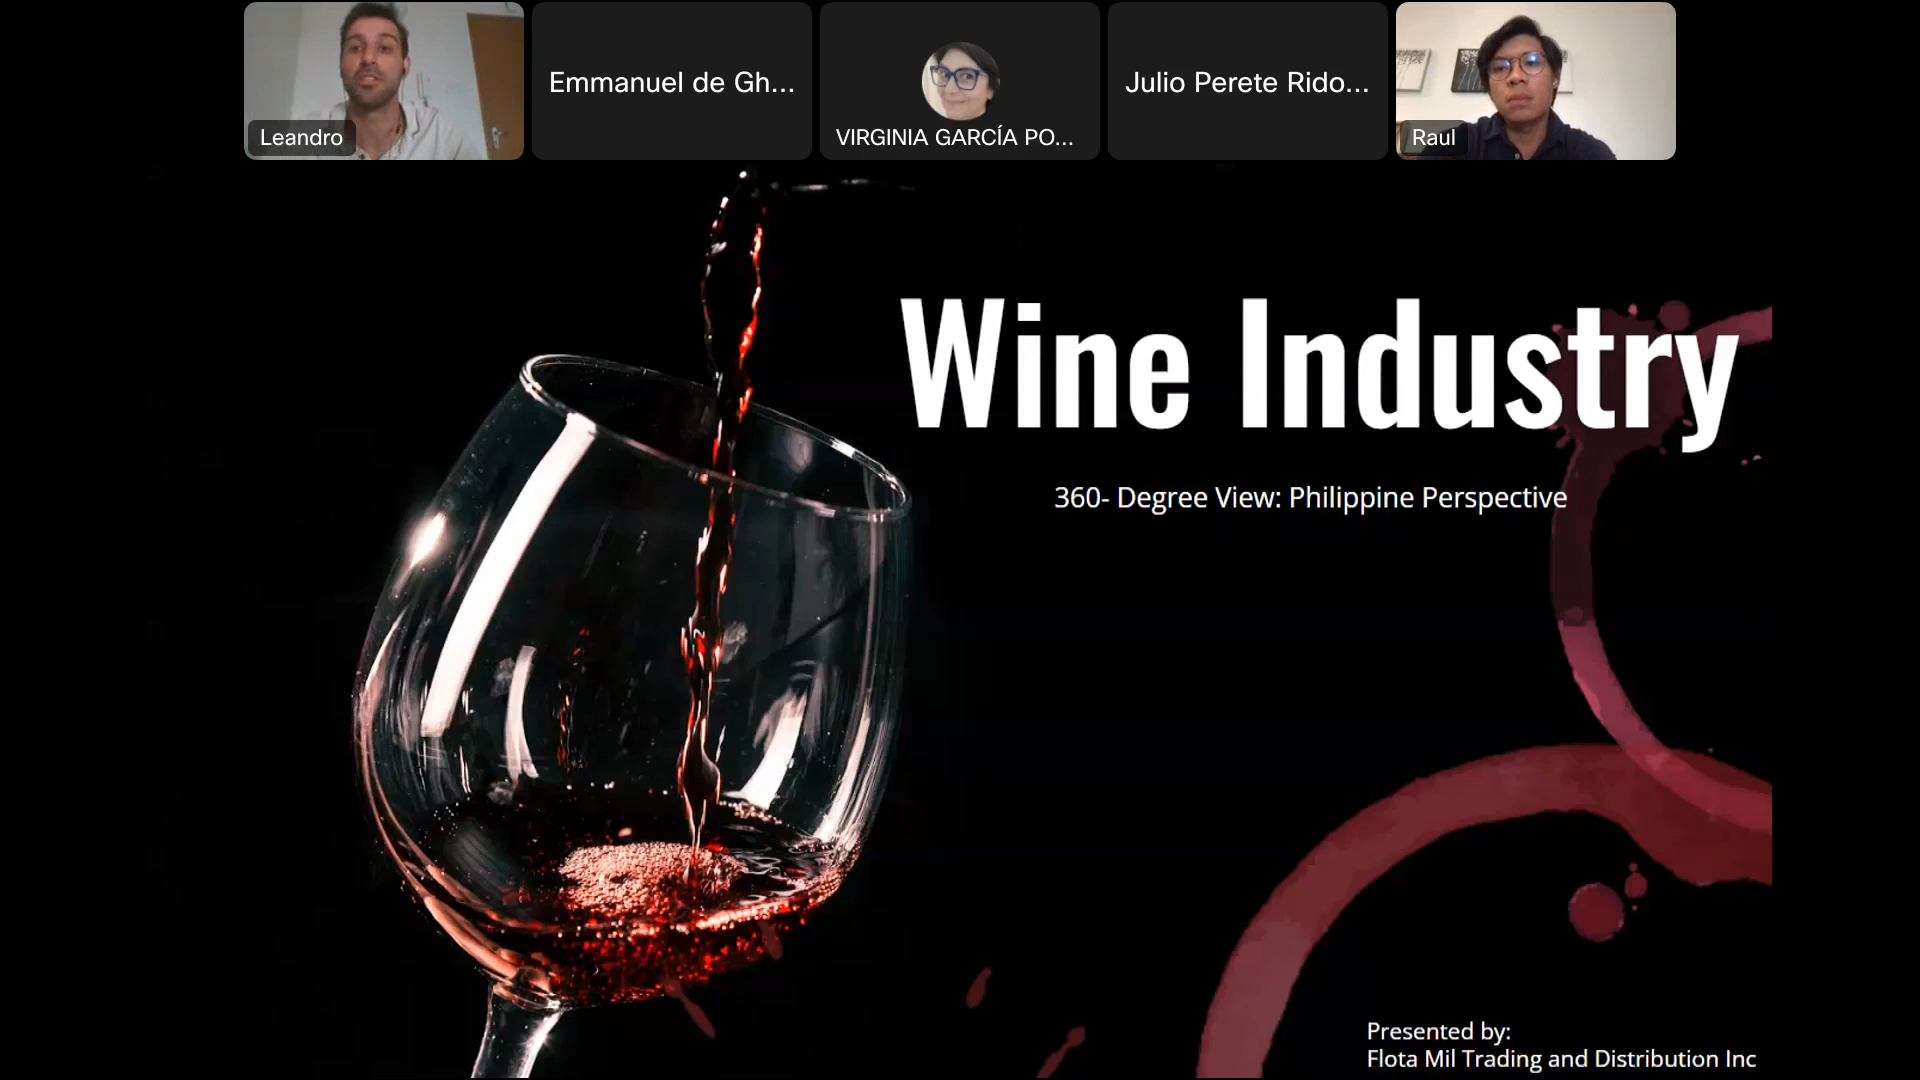 Leandro
Emmanuel de Gh...
VIRGINIA GARCÍA PO...
Julio Perete Rido...
Raul
Wine Industry
360- Degree View: Philippine Perspective
Presented by:
Flota Mil Trading and Distribution Inc